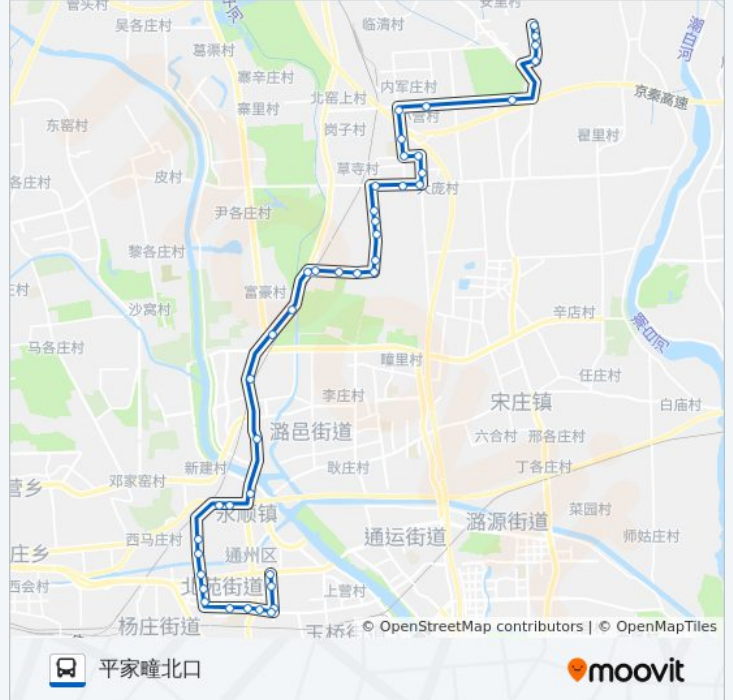 管头村
安里村
吴各庄村
临清村
潮白河
葛渠村
寨辛庄村
内军庄村
北窑上村
京秦高速
寨里村
营村
东窑村
岗子村
翟里村
草寺村
各庄村
皮村
大庞村
尹各庄村
黎各庄村
主村
富豪村
沙窝村
辛店村
潮白河
马各庄村
疃里村
任庄村
李庄村
宋庄镇
白庙村
潞邑街道
六合村
邢各庄村
新建村
耿庄村
丁各庄村
邓家窑村
营乡
菜园村
永顺镇
潞源街道
通运街道
师姑庄村
西马庄村
庄乡
通州区
西会村
北苑街道
上营村
杨庄街道
玉桥街道
© OpenStreetMap contributors | © OpenMapTiles
平家疃北口
moovit